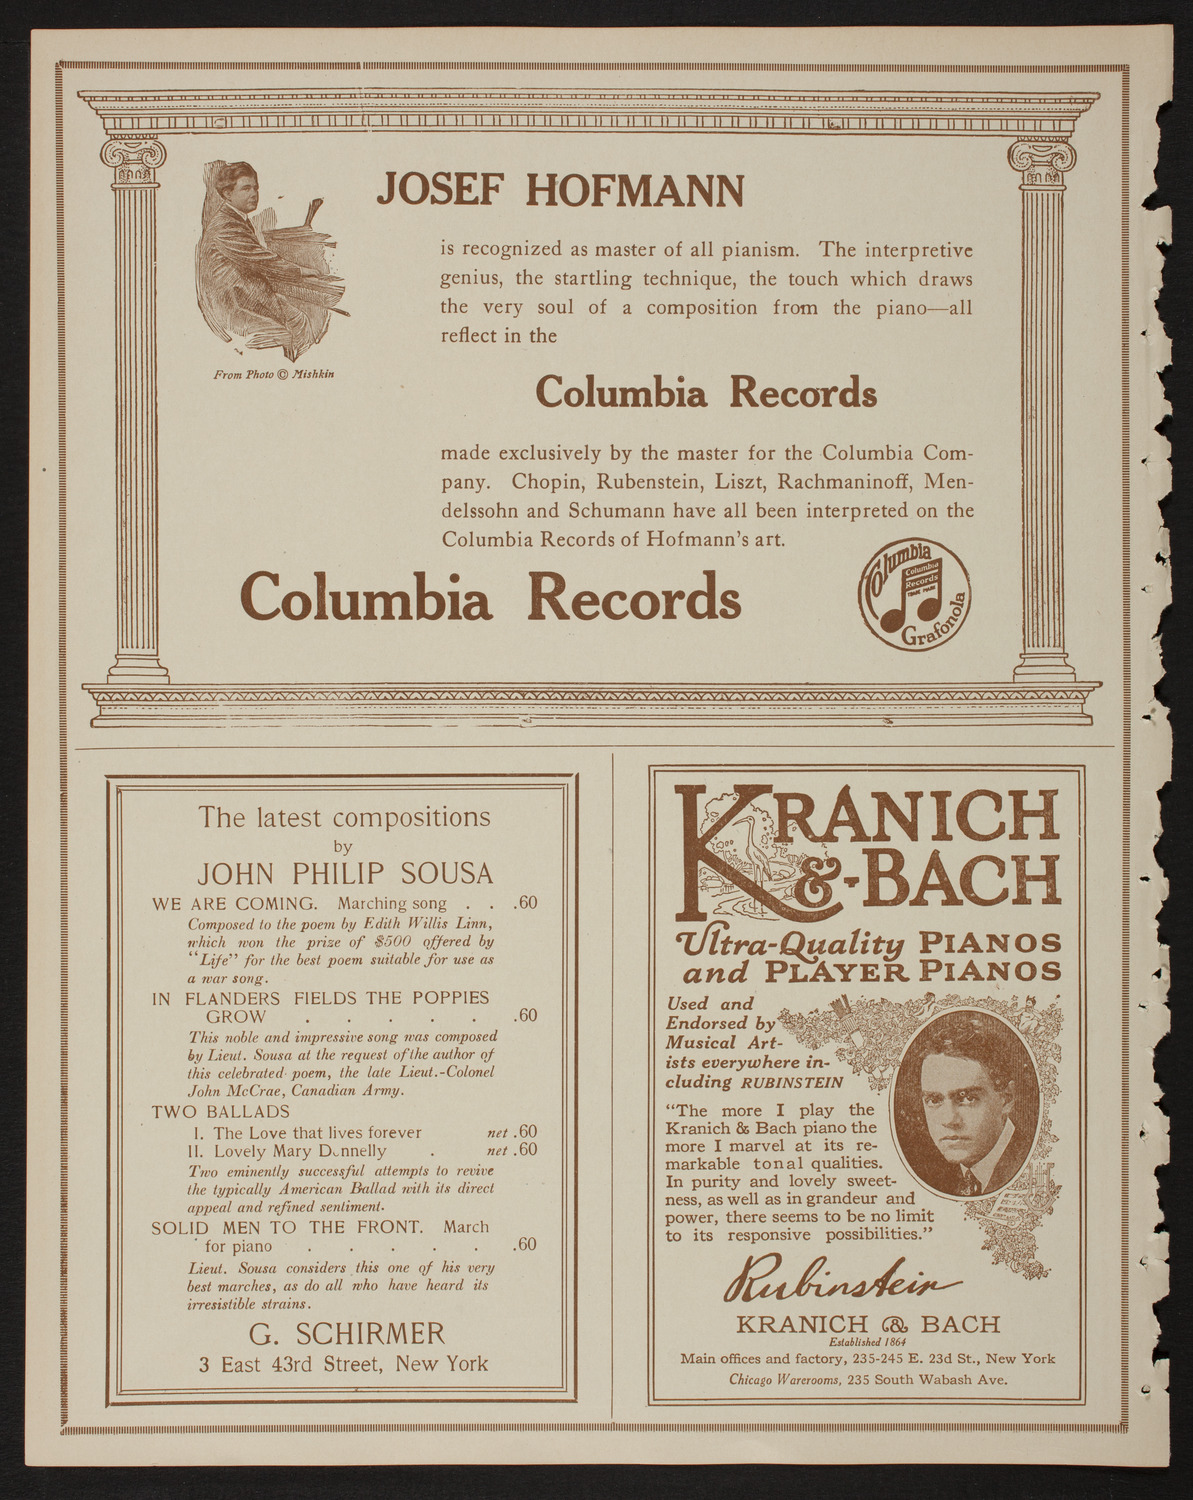 JOSEF HOFMANN
is recognized as master of all pianism. The interpretive
genius, the startling technique, the touch which draws
the very soul of a composition from the piano—all
reflect in the
From Photo © Mishkin
Columbia Records
made exclusively by the master for the Columbia Com-
pany. Chopin, Rubenstein, Liszt, Rachmaninoff, Men-
delssohn and Schumann have all been interpreted on the
Columbia Records of Hofmann's art.
Columbia Records
Columbia
Columbia
Records
TRADE MARK
Grafonola
The latest compositions
by
JOHN PHILIP SOUSA
WE ARE COMING. Marching song . . .60
Composed to the poem by Edith Willis Linn,
which won the prize of $500 offered by
"Life" for the best poem suitable for use as
a war song.
IN FLANDERS FIELDS THE POPPIES
GROW . . . . . .60
This noble and impressive song was composed
by Lieut. Sousa at the request of the author of
this celebrated poem, the late Lieut.-Colonel
John McCrae, Canadian Army.
TWO BALLADS
I. The Love that lives forever net .60
II. Lovely Mary Donnelly . net .60
Two eminently successful attempts to revive
the typically American Ballad with its direct
appeal and refined sentiment.
SOLID MEN TO THE FRONT. March
for piano . . . . . .60
Lieut. Sousa considers this one of his very
best marches, as do all who have heard its
irresistible strains.
G. SCHIRMER
3 East 43rd Street, New York
KRANICH
&-BACH
Ultra-Quality PIANOS
and PLAYER PIANOS
Used and
Endorsed by
Musical Art-
ists everywhere in-
cluding RUBINSTEIN
"The more I play the
Kranich & Bach piano the
more I marvel at its re-
markable tonal qualities.
In purity and lovely sweet-
ness, as well as in grandeur and
power, there seems to be no limit
to its responsive possibilities."
Rubinstein
KRANICH & BACH
Established 1864
Main offices and factory, 235-245 E. 23d St., New York
Chicago Warerooms, 235 South Wabash Ave.